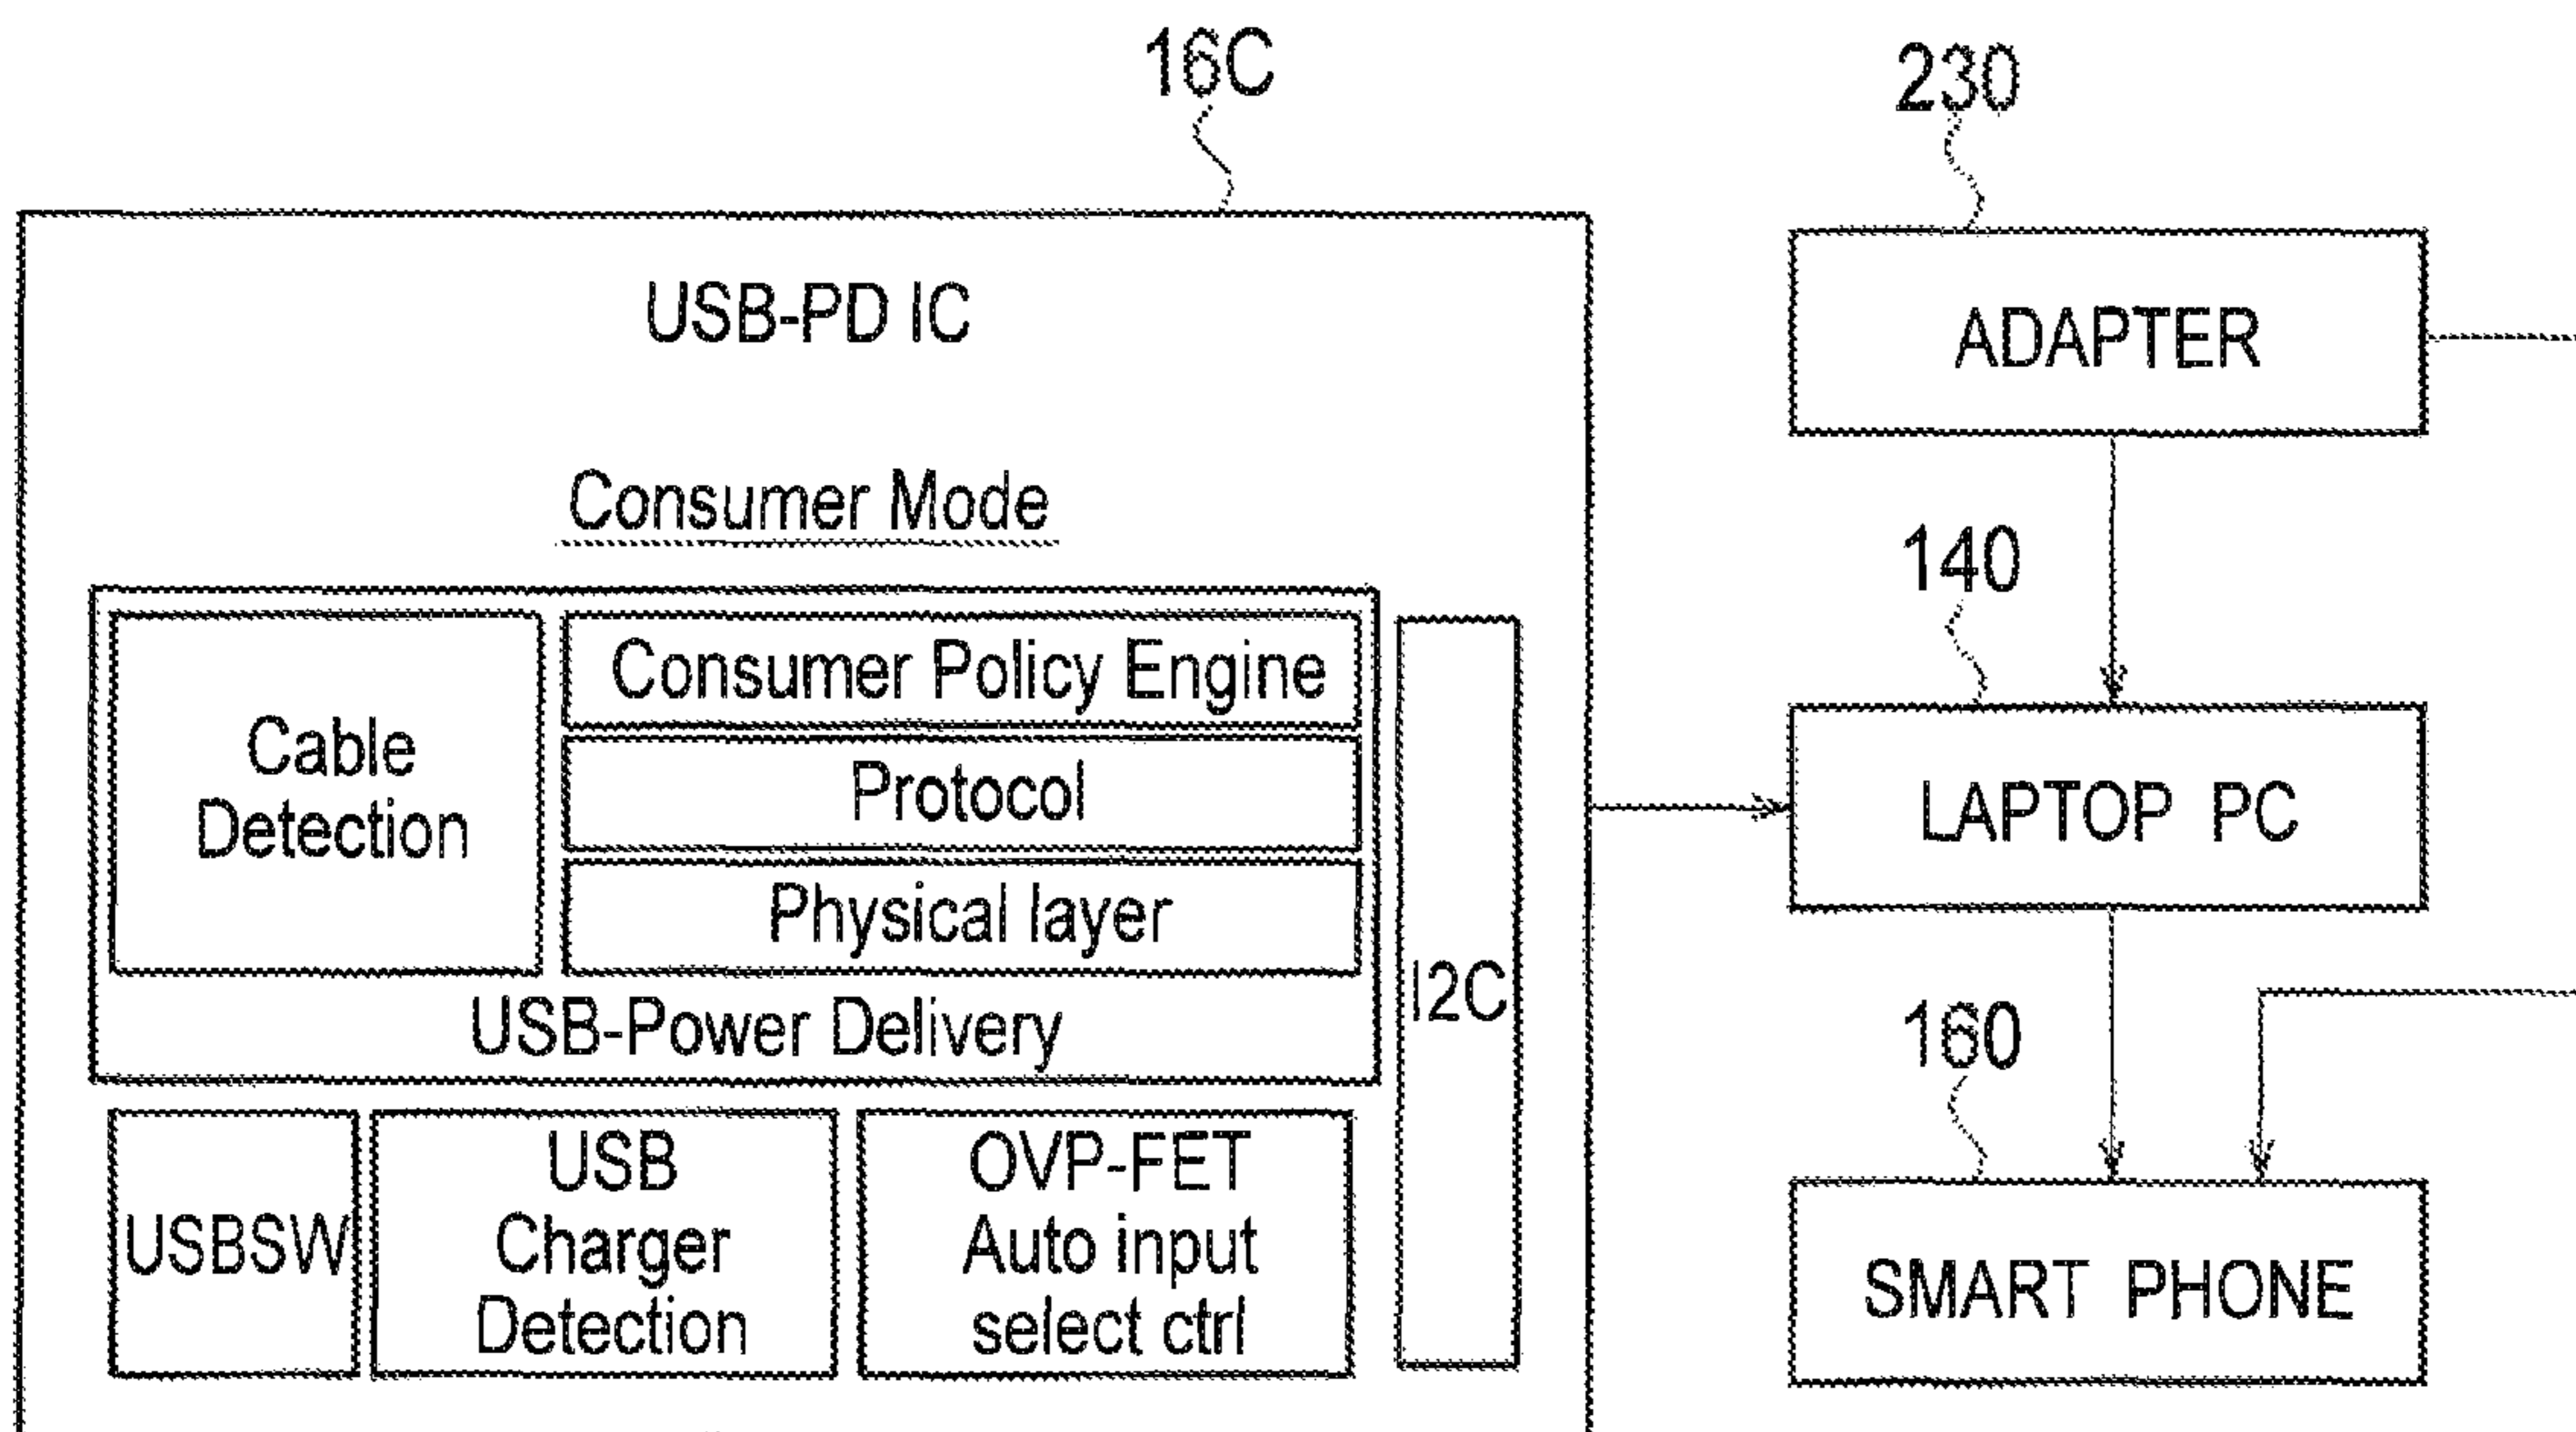 16C
USB-PD IC
Consumer Mode
Cable
Detection
Consumer Policy Engine
Protocol
Physical layer
USB-Power Delivery
I2C
USBSW
USB
Charger
Detection
OVP-FET
Auto input
select ctrl
230
ADAPTER
140
LAPTOP PC
160
SMART PHONE